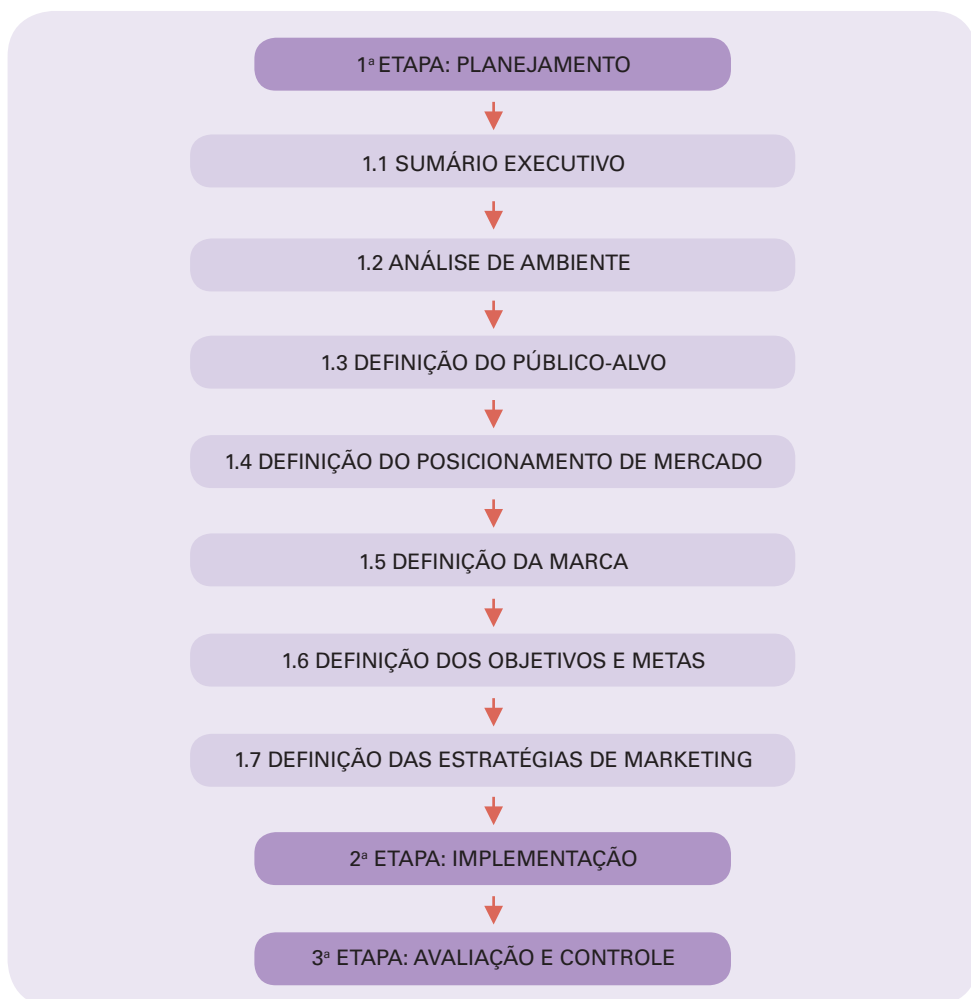 1ª ETAPA: PLANEJAMENTO
1.1 SUMÁRIO EXECUTIVO
1.2 ANÁLISE DE AMBIENTE
1.3 DEFINIÇÃO DO PÚBLICO-ALVO
1.4 DEFINIÇÃO DO POSICIONAMENTO DE MERCADO
1.5 DEFINIÇÃO DA MARCA
1.6 DEFINIÇÃO DOS OBJETIVOS E METAS
1.7 DEFINIÇÃO DAS ESTRATÉGIAS DE MARKETING
2ª ETAPA: IMPLEMENTAÇÃO
3ª ETAPA: AVALIAÇÃO E CONTROLE